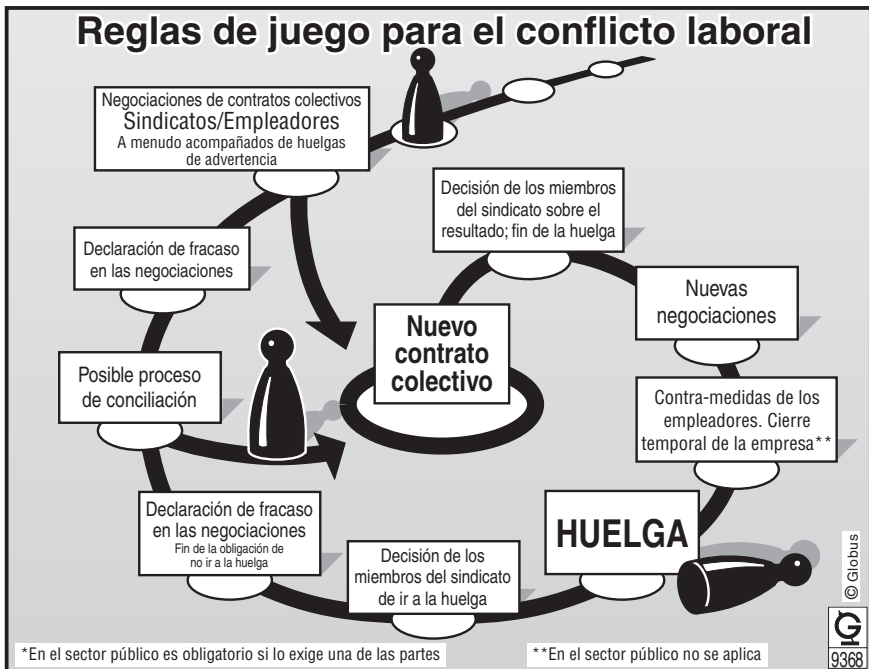 Reglas de juego para el conflicto laboral
Negociaciones de contratos colectivos
Sindicatos/Empleadores
A menudo acompañados de huelgas
de advertencia
Declaración de fracaso
en las negociaciones
Posible proceso
de conciliación
Declaración de fracaso
en las negociaciones
Fin de la obligación de
no ir a la huelga
Decisión de los
miembros del sindicato
de ir a la huelga
HUELGA
Contra-medidas de los
empleadores. Cierre
temporal de la empresa**
Nuevas
negociaciones
Decisión de los miembros
del sindicato sobre el
resultado; fin de la huelga
Nuevo
contrato
colectivo
*En el sector público es obligatorio si lo exige una de las partes
**En el sector público no se aplica
© Globus
G
9368